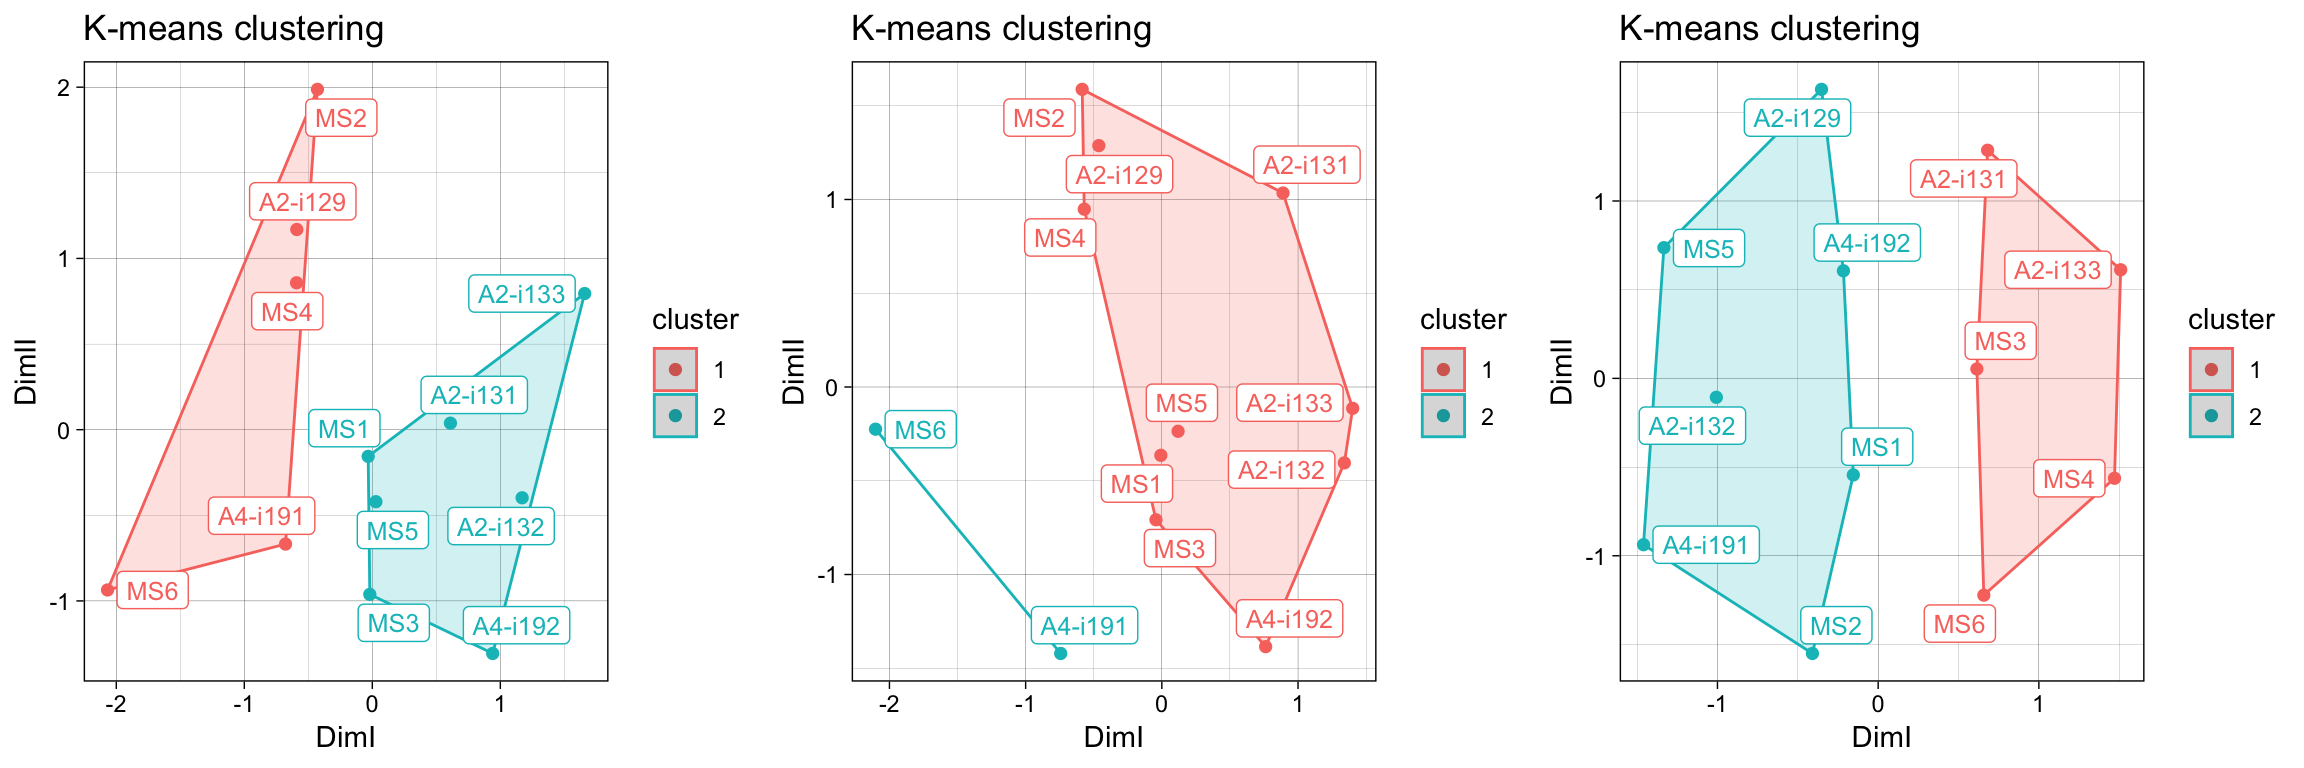 K-means clustering
2
1
0
-1
DimII
MS2
A2-i129
MS4
A2-i133
A2-i131
MS1
A4-i191
MS5
A2-i132
MS6
MS3
A4-i192
-2
-1
0
1
DimI
cluster
1
2
K-means clustering
1
0
-1
DimII
MS2
A2-i131
A2-i129
MS4
MS5
A2-i133
MS6
A2-i132
MS1
MS3
A4-i192
A4-i191
-2
-1
0
1
DimI
cluster
1
2
K-means clustering
1
0
-1
DimII
A2-i129
A2-i131
MS5
A4-i192
A2-i133
MS3
A2-i132
MS1
MS4
A4-i191
MS2
MS6
-1
0
1
DimI
cluster
1
2